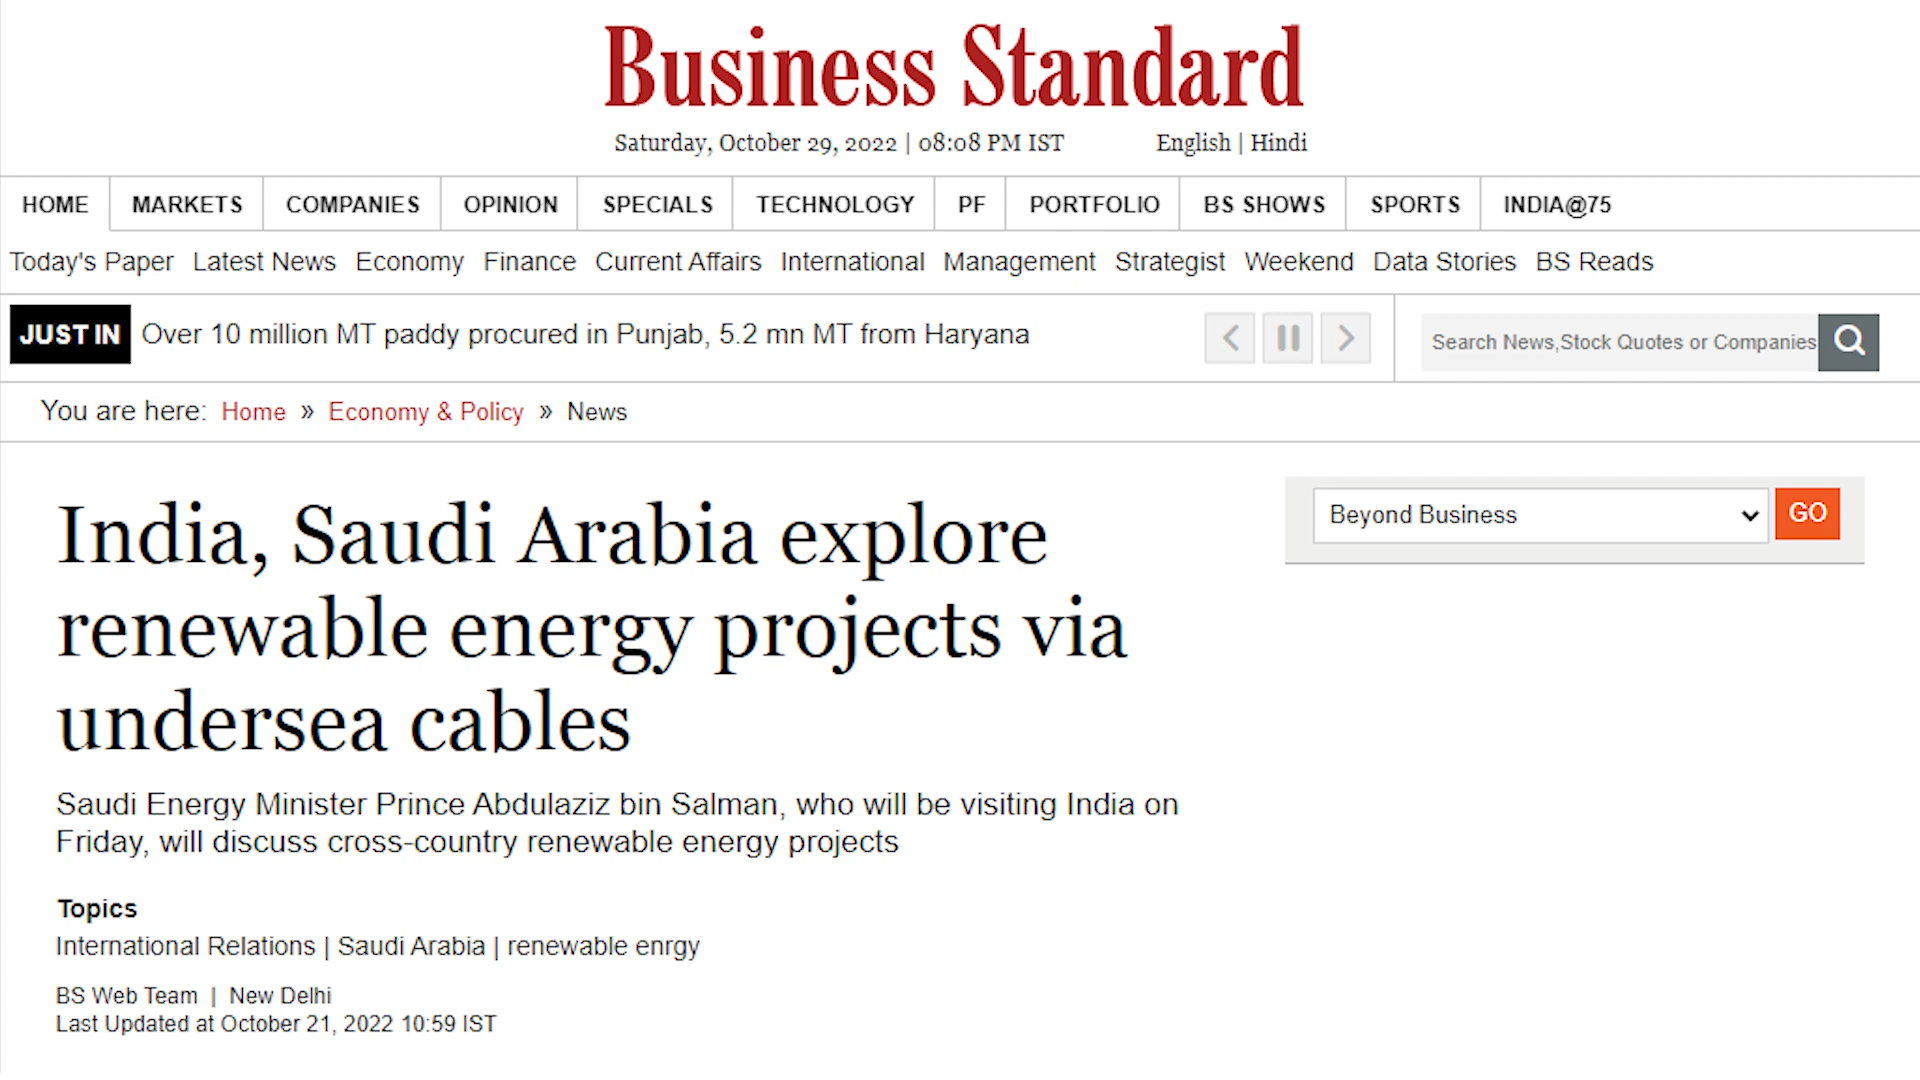 Business Standard
Saturday, October 29, 2022 | 08:08 PM IST English | Hindi
HOME MARKETS COMPANIES OPINION SPECIALS TECHNOLOGY PF PORTFOLIO BS SHOWS SPORTS INDIA@75
Today's Paper Latest News Economy Finance Current Affairs International Management Strategist Weekend Data Stories BS Reads
JUST IN Over 10 million MT paddy procured in Punjab, 5.2 mn MT from Haryana Search News,Stock Quotes or Companies
You are here: Home » Economy & Policy » News
Beyond Business GO
India, Saudi Arabia explore
renewable energy projects via
undersea cables
Saudi Energy Minister Prince Abdulaziz bin Salman, who will be visiting India on
Friday, will discuss cross-country renewable energy projects
Topics
International Relations | Saudi Arabia | renewable enrgy
BS Web Team | New Delhi
Last Updated at October 21, 2022 10:59 IST